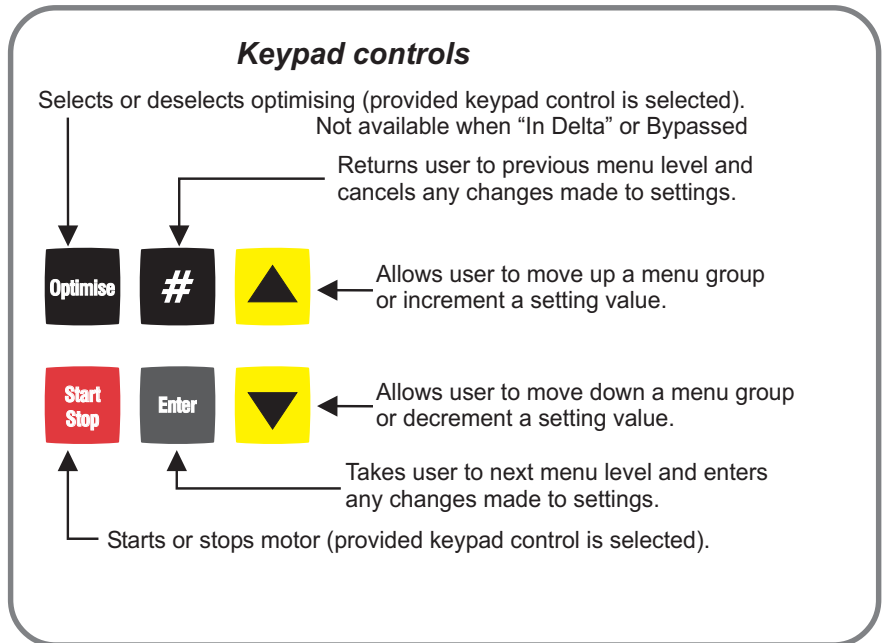 Keypad controls
Selects or deselects optimising (provided keypad control is selected).
Not available when “In Delta” or Bypassed
Returns user to previous menu level and
cancels any changes made to settings.
Optimise
#
Allows user to move up a menu group
or increment a setting value.
Start
Stop
Enter
Allows user to move down a menu group
or decrement a setting value.
Takes user to next menu level and enters
any changes made to settings.
Starts or stops motor (provided keypad control is selected).